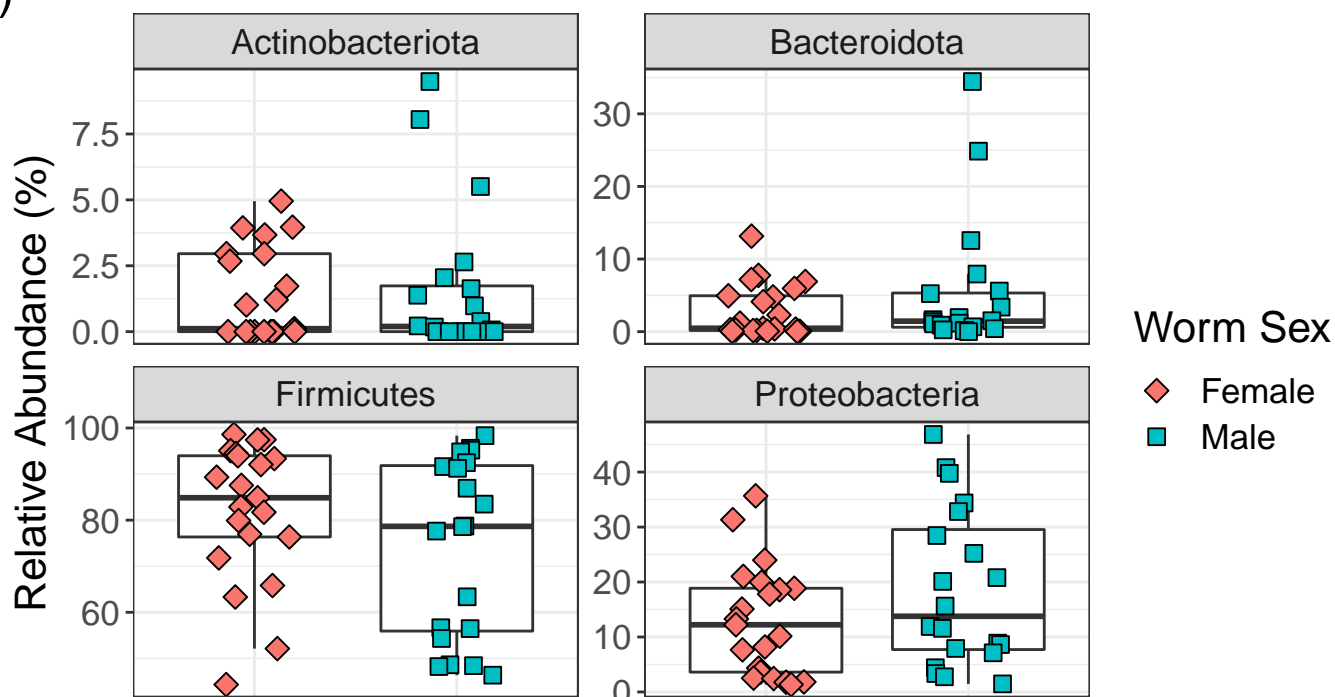 )
Actinobacteriota
Bacteroidota
7.5
5.0
2.5
0.0
30
20
10
0
Firmicutes
Proteobacteria
100
80
60
40
30
20
10
0
Relative Abundance (%)
Worm Sex
Female
Male